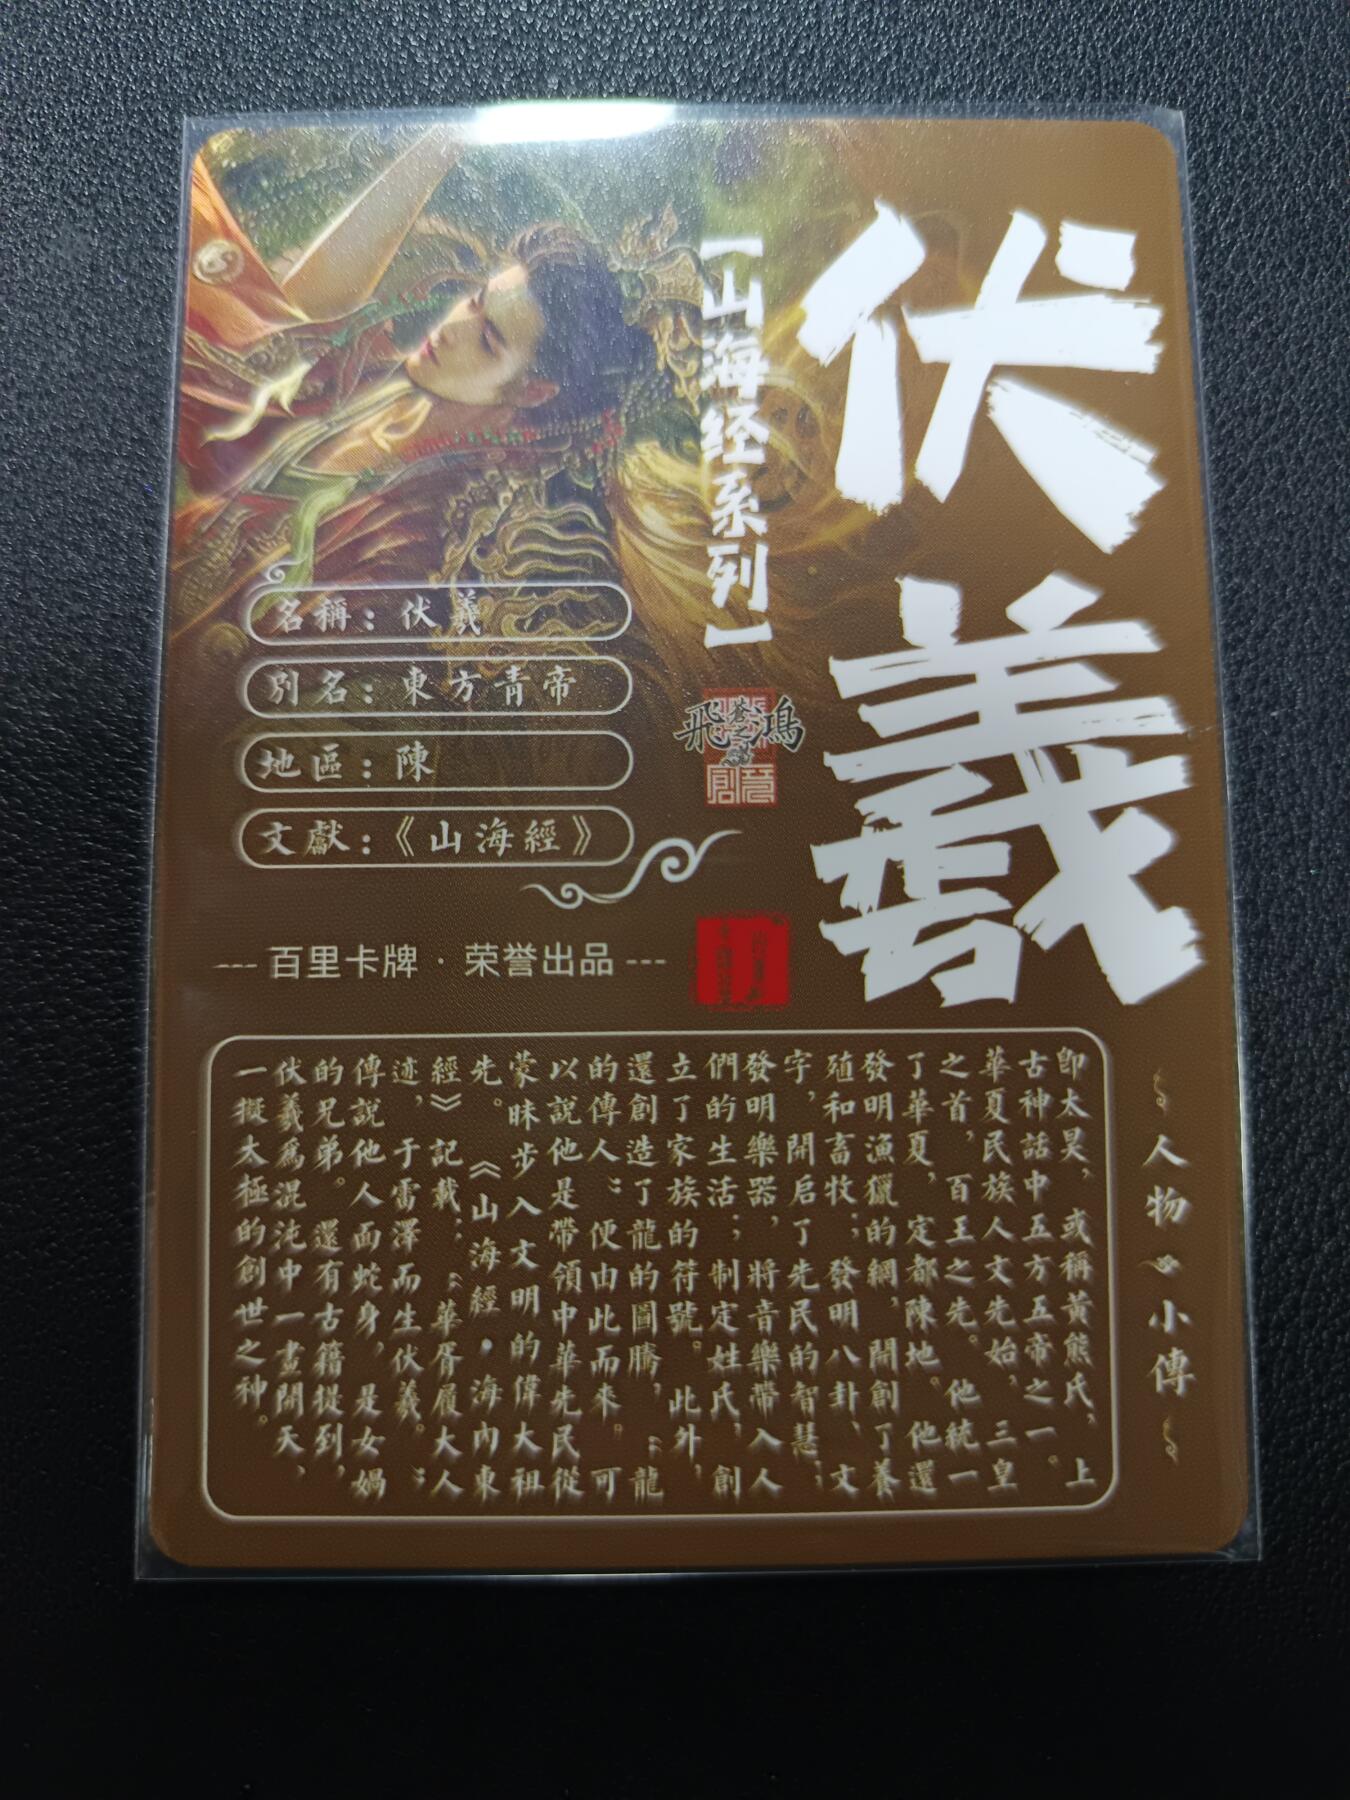 伏羲
【山海经系列】
飛鴻
蒼之
名稱：伏羲
別名：東方青帝
地區：陳
文獻：《山海經》
--- 百里卡牌 · 荣誉出品 ---
人物小傳
即太昊，或稱黃熊氏，上
古神話中五方五帝之一。
華夏民族人文先始，三皇
之首，百王之先。他統一
了華夏，定都陳地。他還
發明漁獵的網，開創了養
殖和畜牧；發明八卦、文
字，開启了先民的智慧；
發明樂器，將音樂帶入人
們的生活；制定姓氏，創
立了家族的符號。此外，
還創造了龍的圖騰，“龍
的傳人”便由此而來。可
以說他是帶領中華先民從
蒙昧步入文明的偉大祖
先。《山海經·海內東
經》記載：“華胥履大人
迹，于雷澤而生伏羲。”
傳說他人面蛇身，是女媧
的兄弟。還有古籍提到，
伏羲爲混沌中一畫開天，
一擬太極的創世之神。